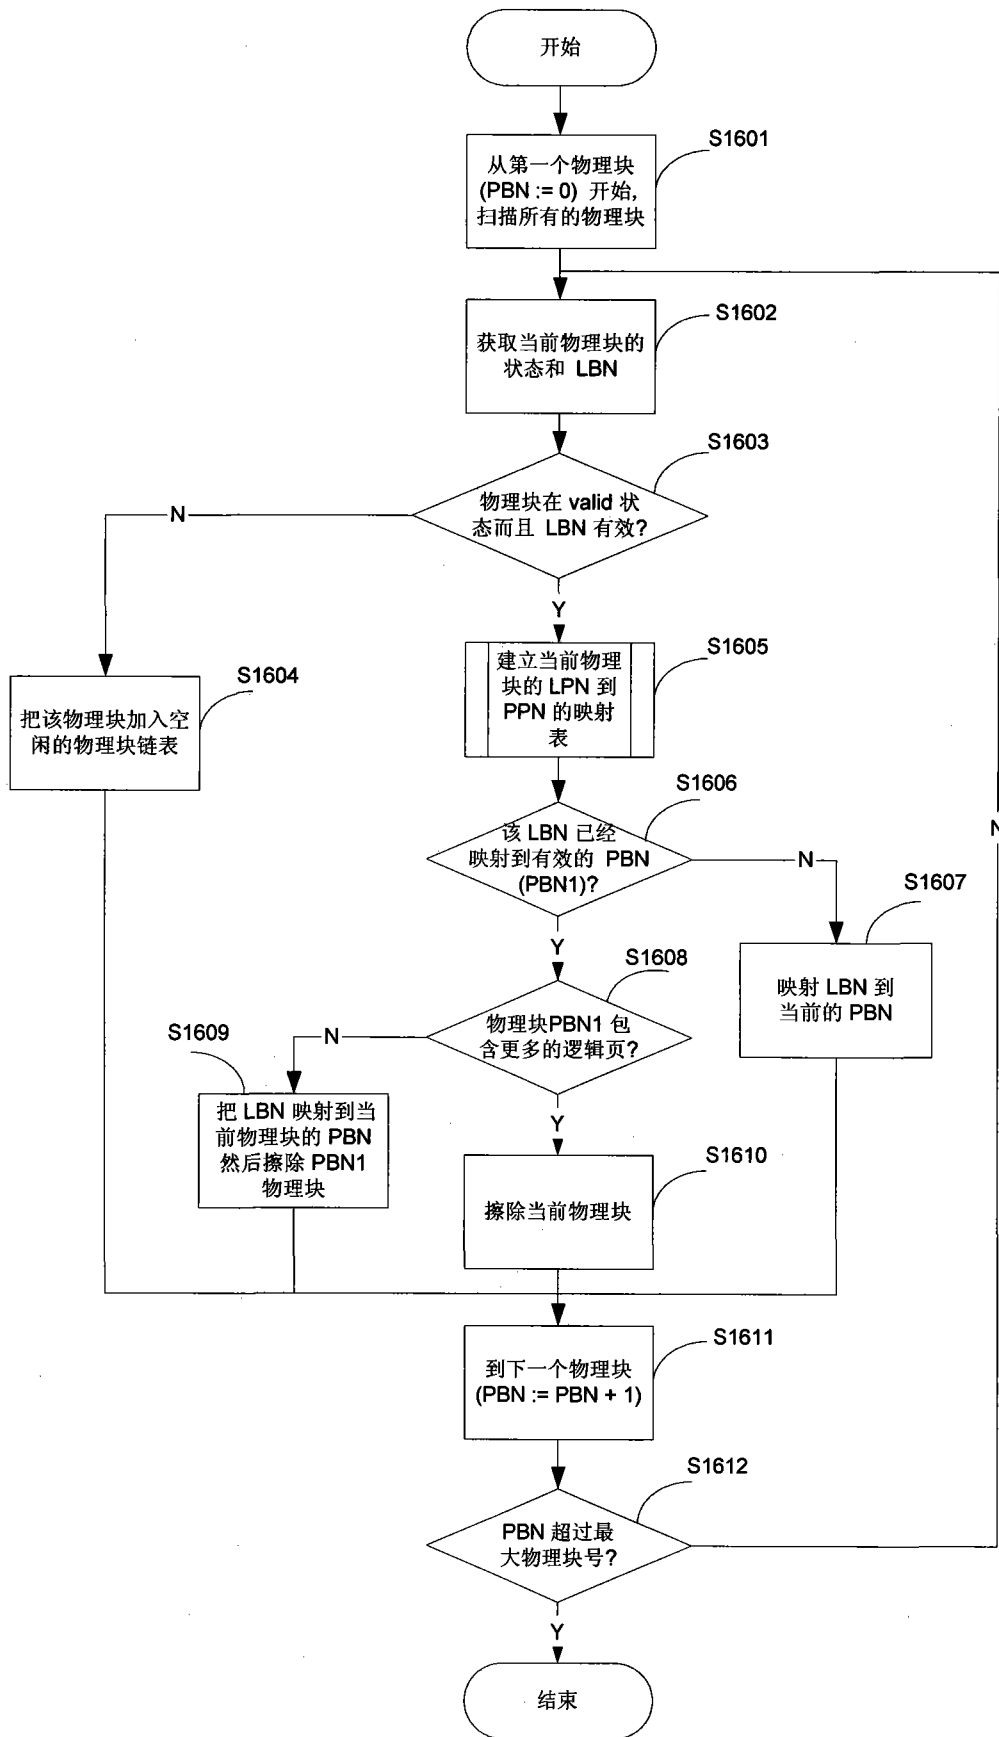 开始
S1601
从第一个物理块
(PBN := 0) 开始,
扫描所有的物理块
S1602
获取当前物理块的
状态和 LBN
S1603
物理块在 valid 状
态而且 LBN 有效?
N
Y
S1604
把该物理块加入空
闲的物理块链表
S1605
建立当前物理
块的 LPN 到
PPN 的映射
表
S1606
该 LBN 已经
映射到有效的 PBN
(PBN1)?
N
Y
N
S1607
映射 LBN 到
当前的 PBN
S1608
物理块PBN1 包
含更多的逻辑页?
N
Y
S1609
把 LBN 映射到当
前物理块的 PBN
然后擦除 PBN1
物理块
S1610
擦除当前物理块
S1611
到下一个物理块
(PBN := PBN + 1)
S1612
PBN 超过最
大物理块号?
Y
结束